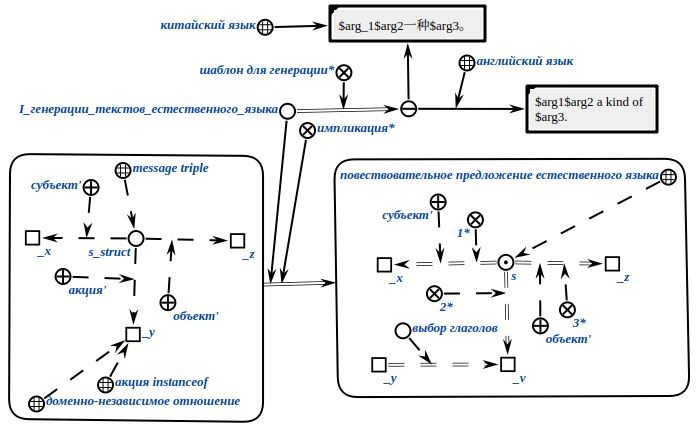 китайский язык
$arg_1$arg2一种$arg3。
шаблон для генерации*
английский язык
I_генерации_текстов_естественного_языка
$arg1$arg2 a kind of
$arg3.
импликация*
message triple
субъект'
_x
s_struct
_z
акция'
объект'
_y
акция instanceof
доменно-независимое отношение
повествовательное предложение естественного языка
субъект'
1*
_x
s
_z
2*
3*
объект'
выбор глаголов
_y
_v